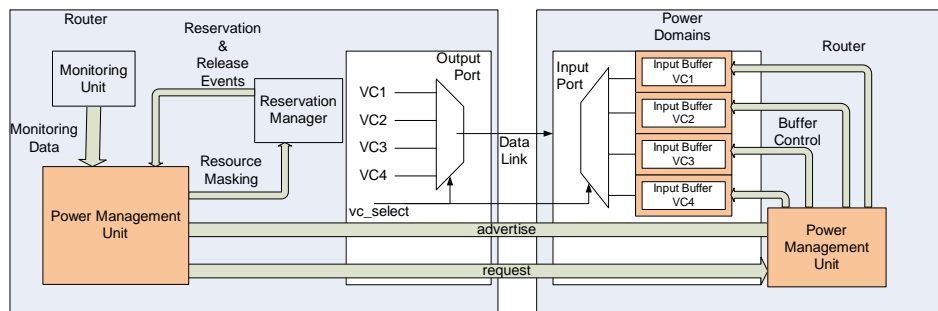 Router
Reservation
&
Release
Events
Monitoring
Unit
Monitoring
Data
Reservation
Manager
Resource
Masking
Power Management
Unit
Output
Port
VC1
VC2
VC3
VC4
vc_select
Data
Link
advertise
request
Power
Domains
Router
Input
Port
Input Buffer
VC1
Input Buffer
VC2
Input Buffer
VC3
Input Buffer
VC4
Buffer
Control
Power
Management
Unit